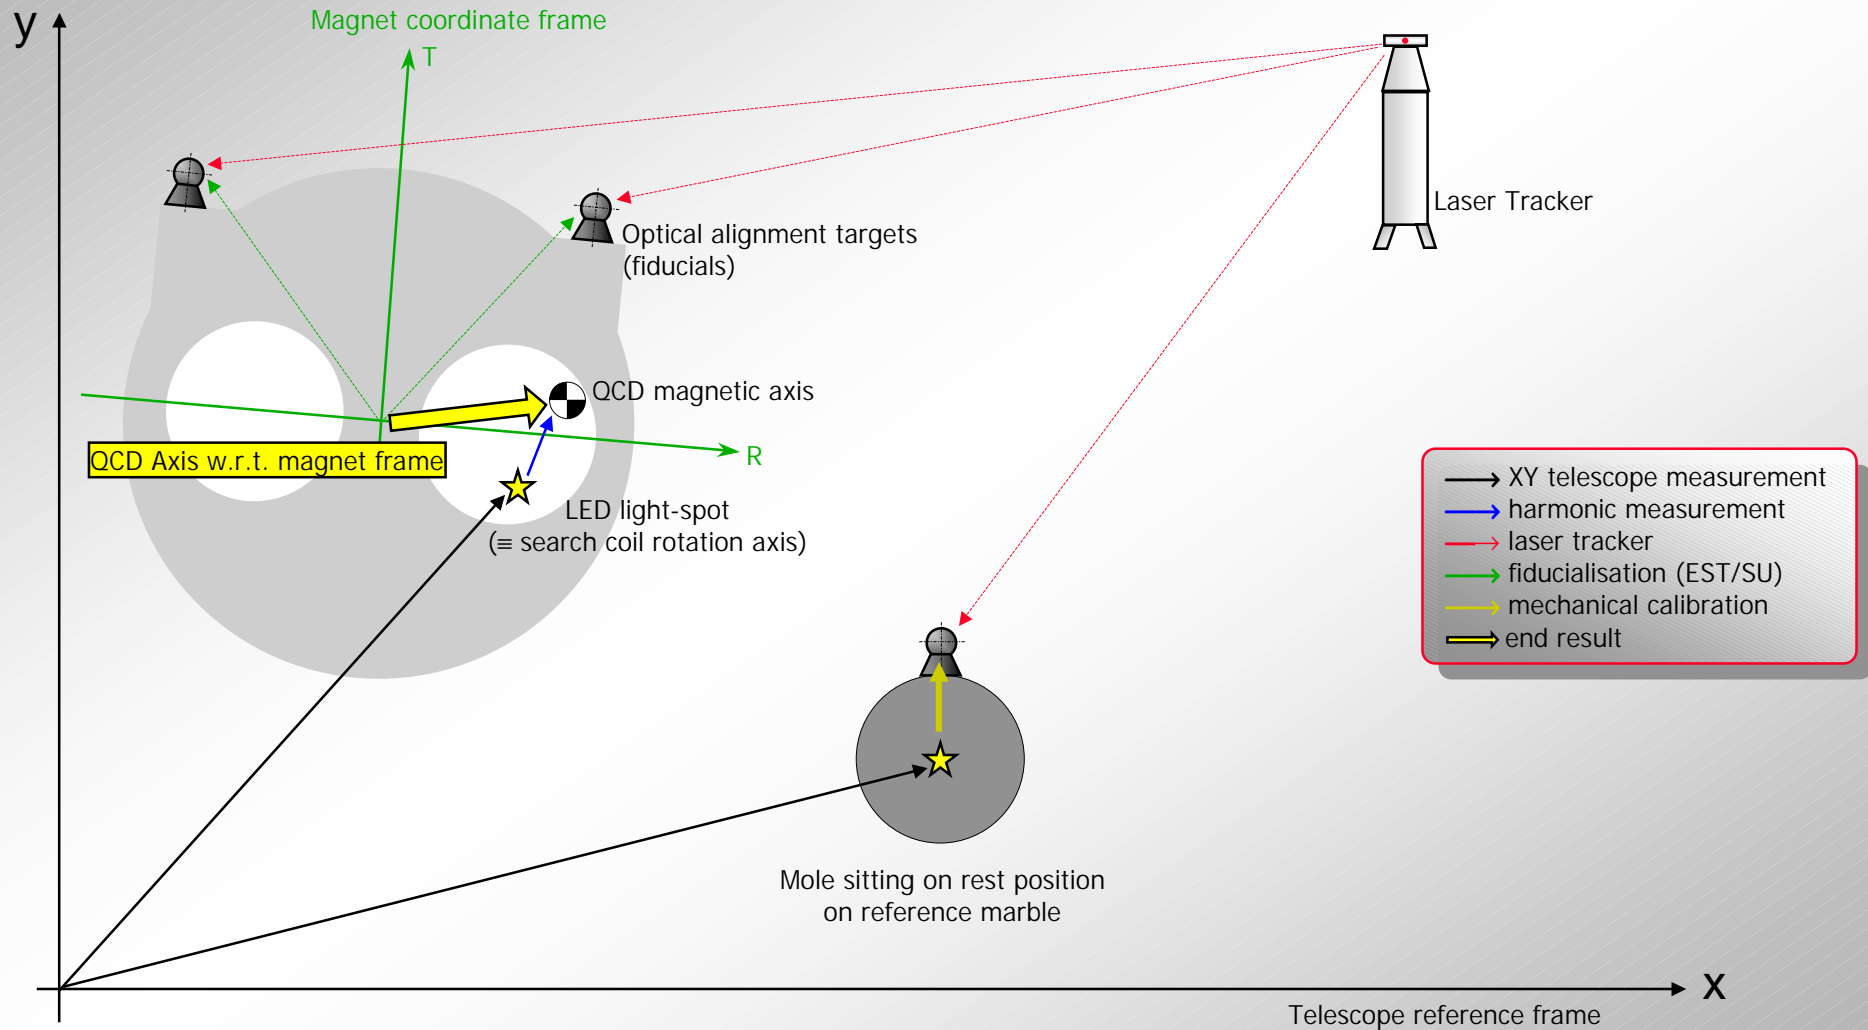 y
Magnet coordinate frame
T
Laser Tracker
Optical alignment targets
(fiducials)
QCD magnetic axis
R
QCD Axis w.r.t. magnet frame
LED light-spot
(≡ search coil rotation axis)
XY telescope measurement
harmonic measurement
laser tracker
fiducialisation (EST/SU)
mechanical calibration
end result
Mole sitting on rest position
on reference marble
x
Telescope reference frame